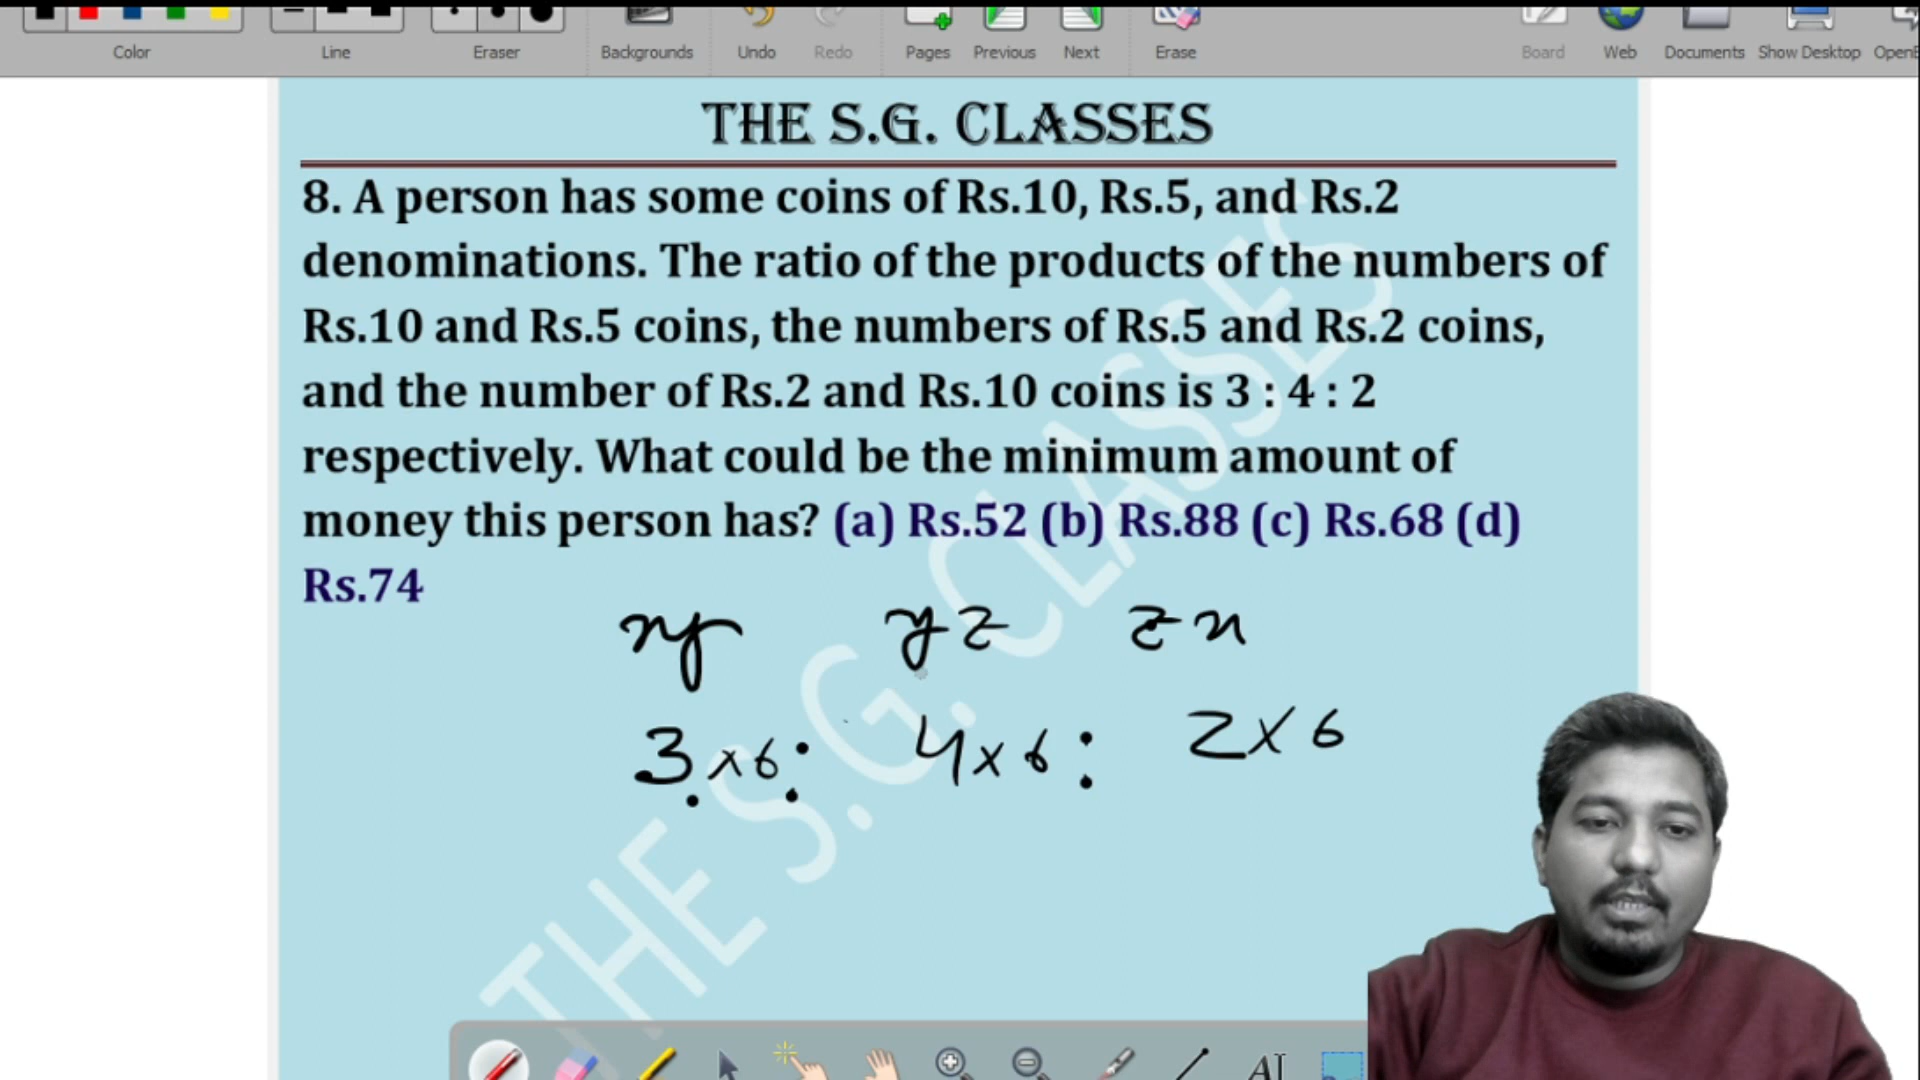 Color Line Eraser Backgrounds Undo Redo Pages Previous Next Erase Board Web Documents Show Desktop
THE S.G. CLASSES
8. A person has some coins of Rs.10, Rs.5, and Rs.2
denominations. The ratio of the products of the numbers of
Rs.10 and Rs.5 coins, the numbers of Rs.5 and Rs.2 coins,
and the number of Rs.2 and Rs.10 coins is 3 : 4 : 2
respectively. What could be the minimum amount of
money this person has? (a) Rs.52 (b) Rs.88 (c) Rs.68 (d)
Rs.74
xy yz zx
3 x 6 : 4 x 6 : 2 x 6
THE S.G. CLASSES